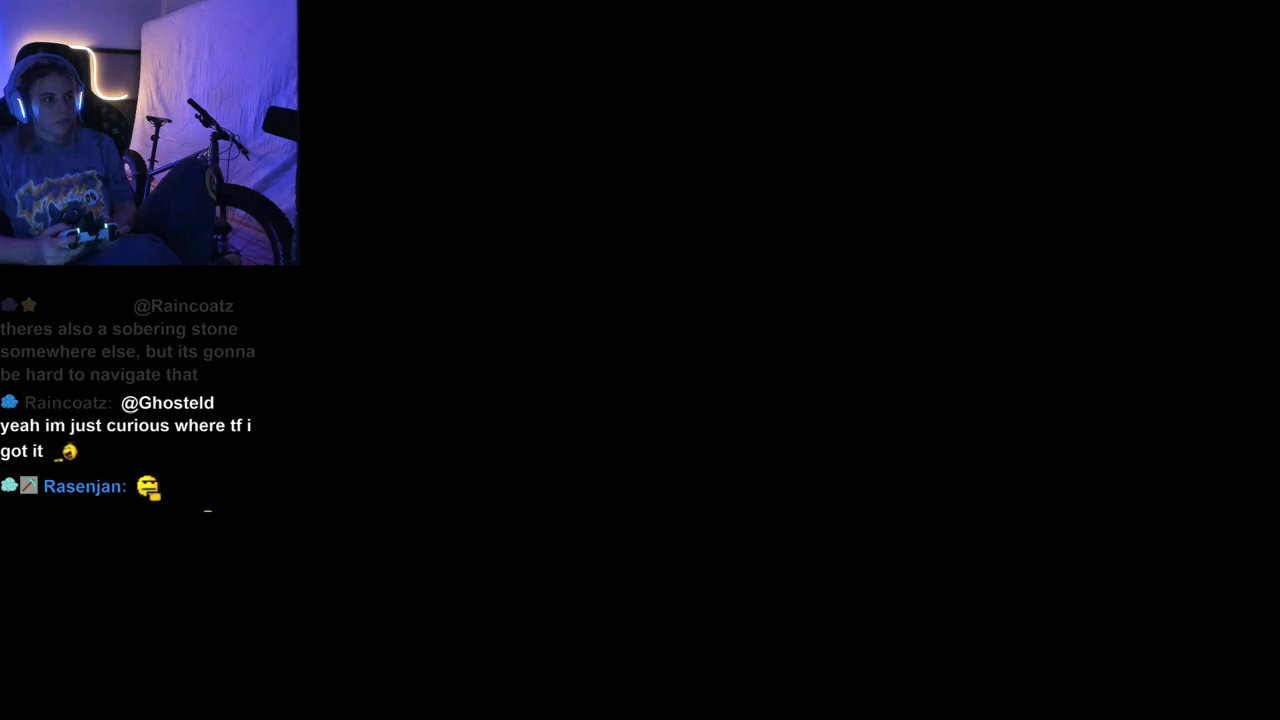 @Raincoatz
theres also a sobering stone
somewhere else, but its gonna
be hard to navigate that
Raincoatz: @Ghosteld
yeah im just curious where tf i
got it
Rasenjan: